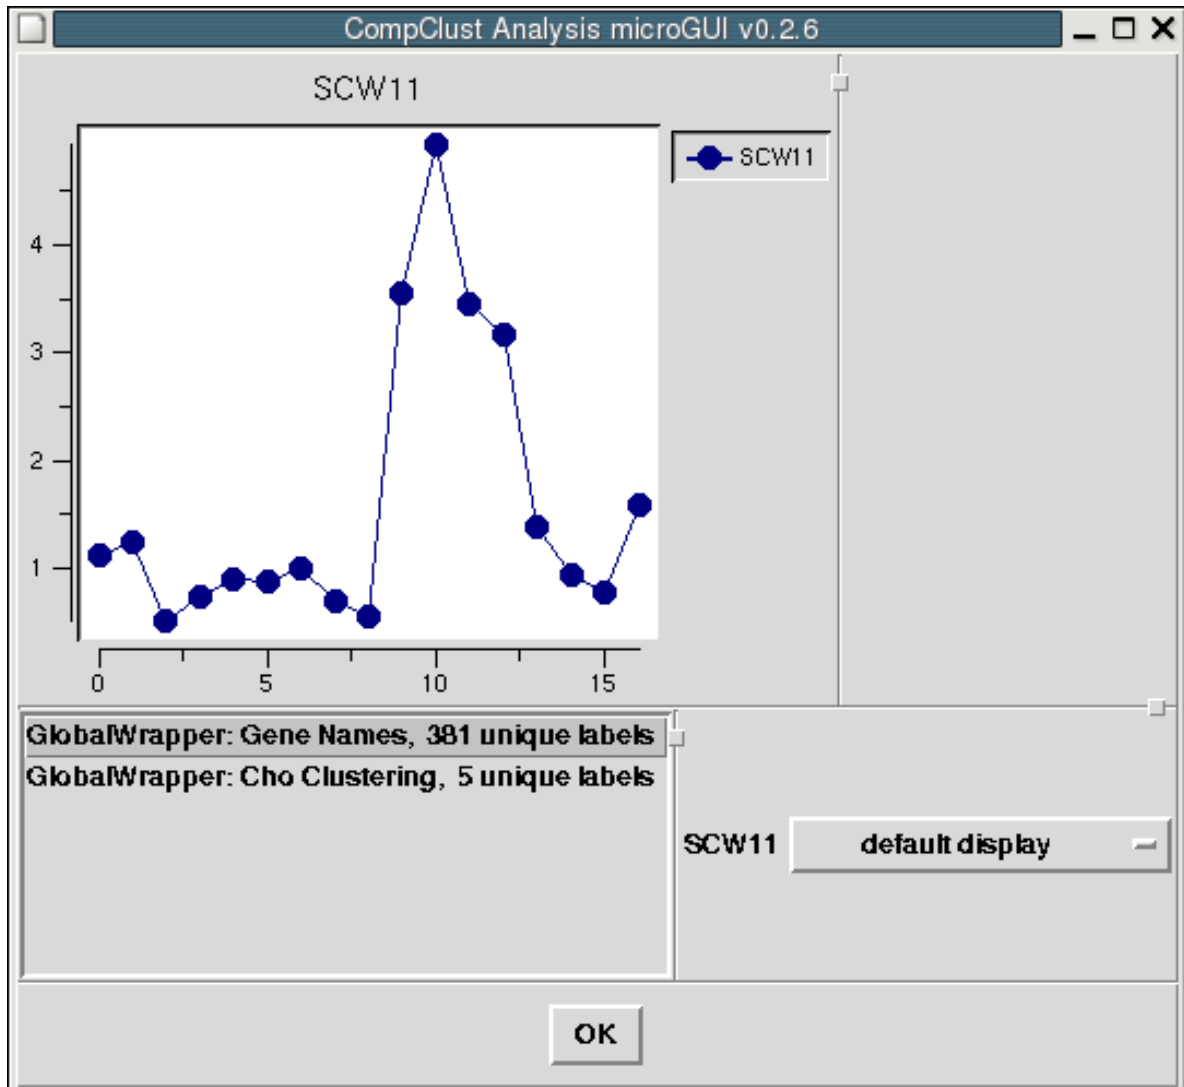 CompClust Analysis microGUI v0.2.6
SCW11
SCW11
4
3
2
1
0 5 10 15
GlobalWrapper: Gene Names, 381 unique labels
GlobalWrapper: Cho Clustering, 5 unique labels
SCW11 default display
OK